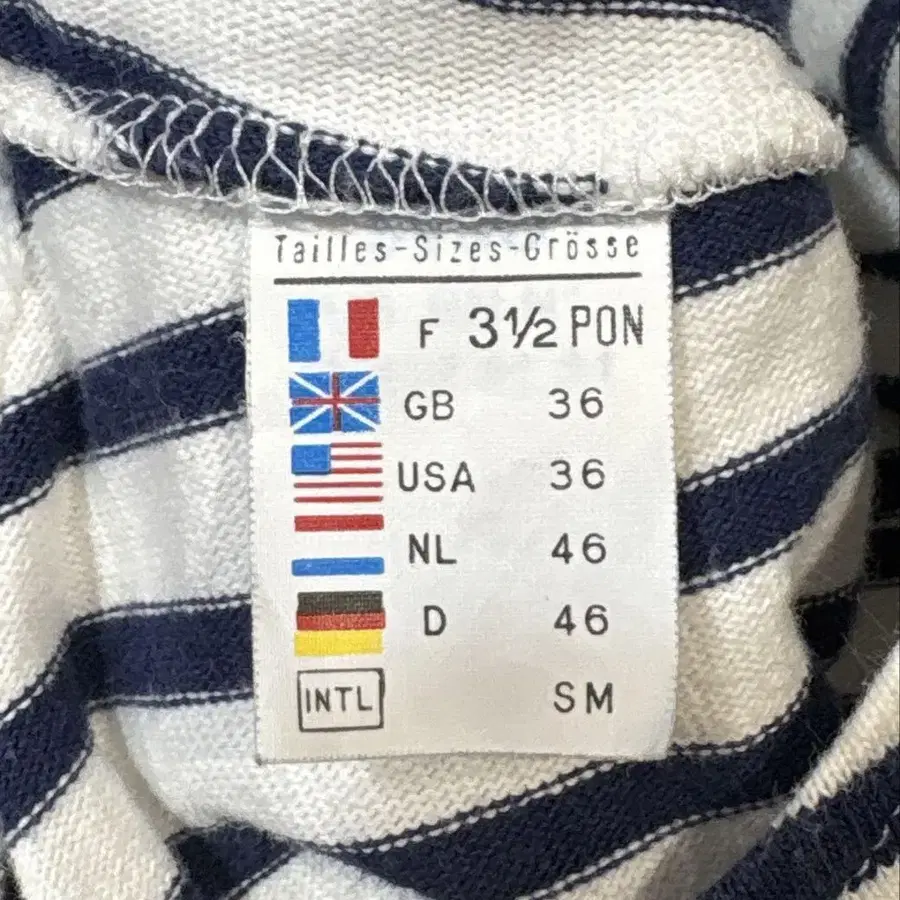 Tailles-Sizes-Grösse
F 3½ PON
GB 36
USA 36
NL 46
D 46
INTL SM